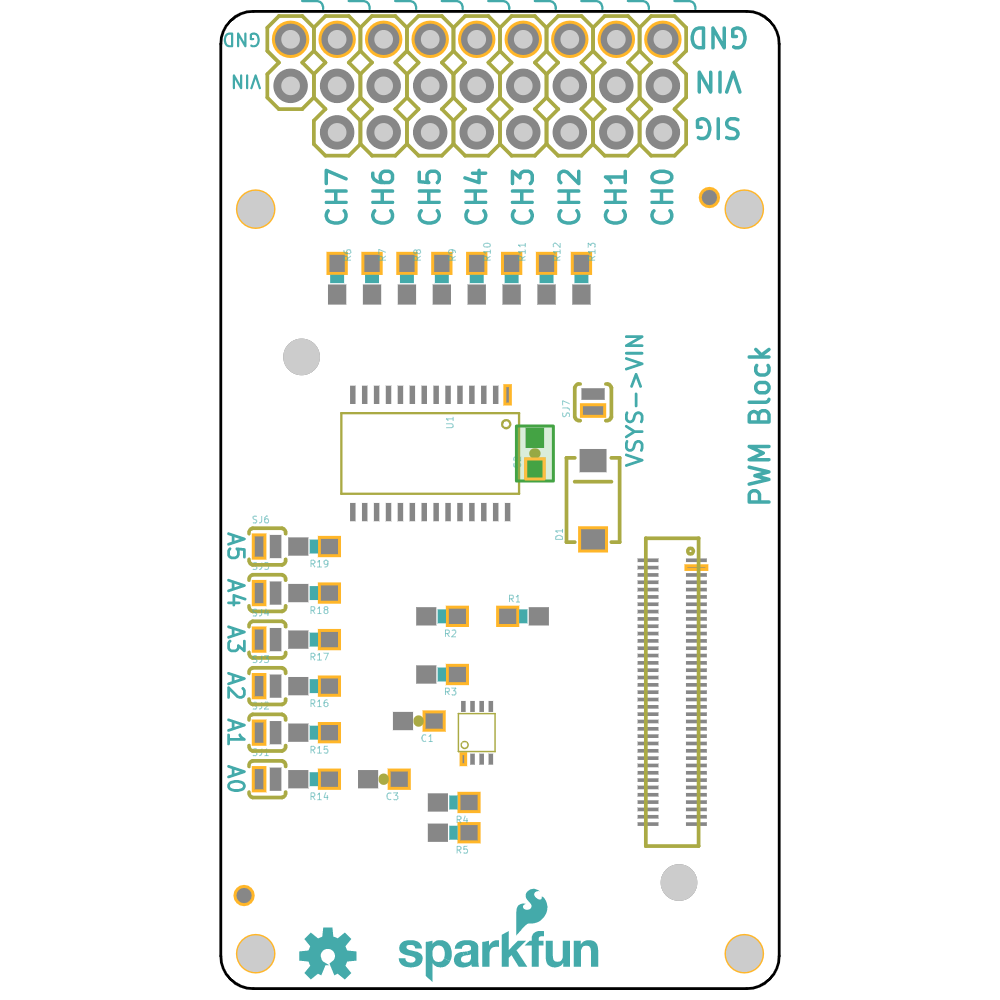 GND
GND
VIN
VIN
SIG
CH7 CH6 CH5 CH4 CH3 CH2 CH1 CH0
R6 R7 R8 R9 R10 R11 R12 R13
VSYS->VIN
PWM Block
SJ7
U1
D1
SJ6
A5
R19
SJ5
A4
R18
SJ4
A3
R17
SJ3
A2
R16
SJ2
A1
R15
SJ1
A0
R14
R1
R2
R3
C1
C3
R4
R5
sparkfun